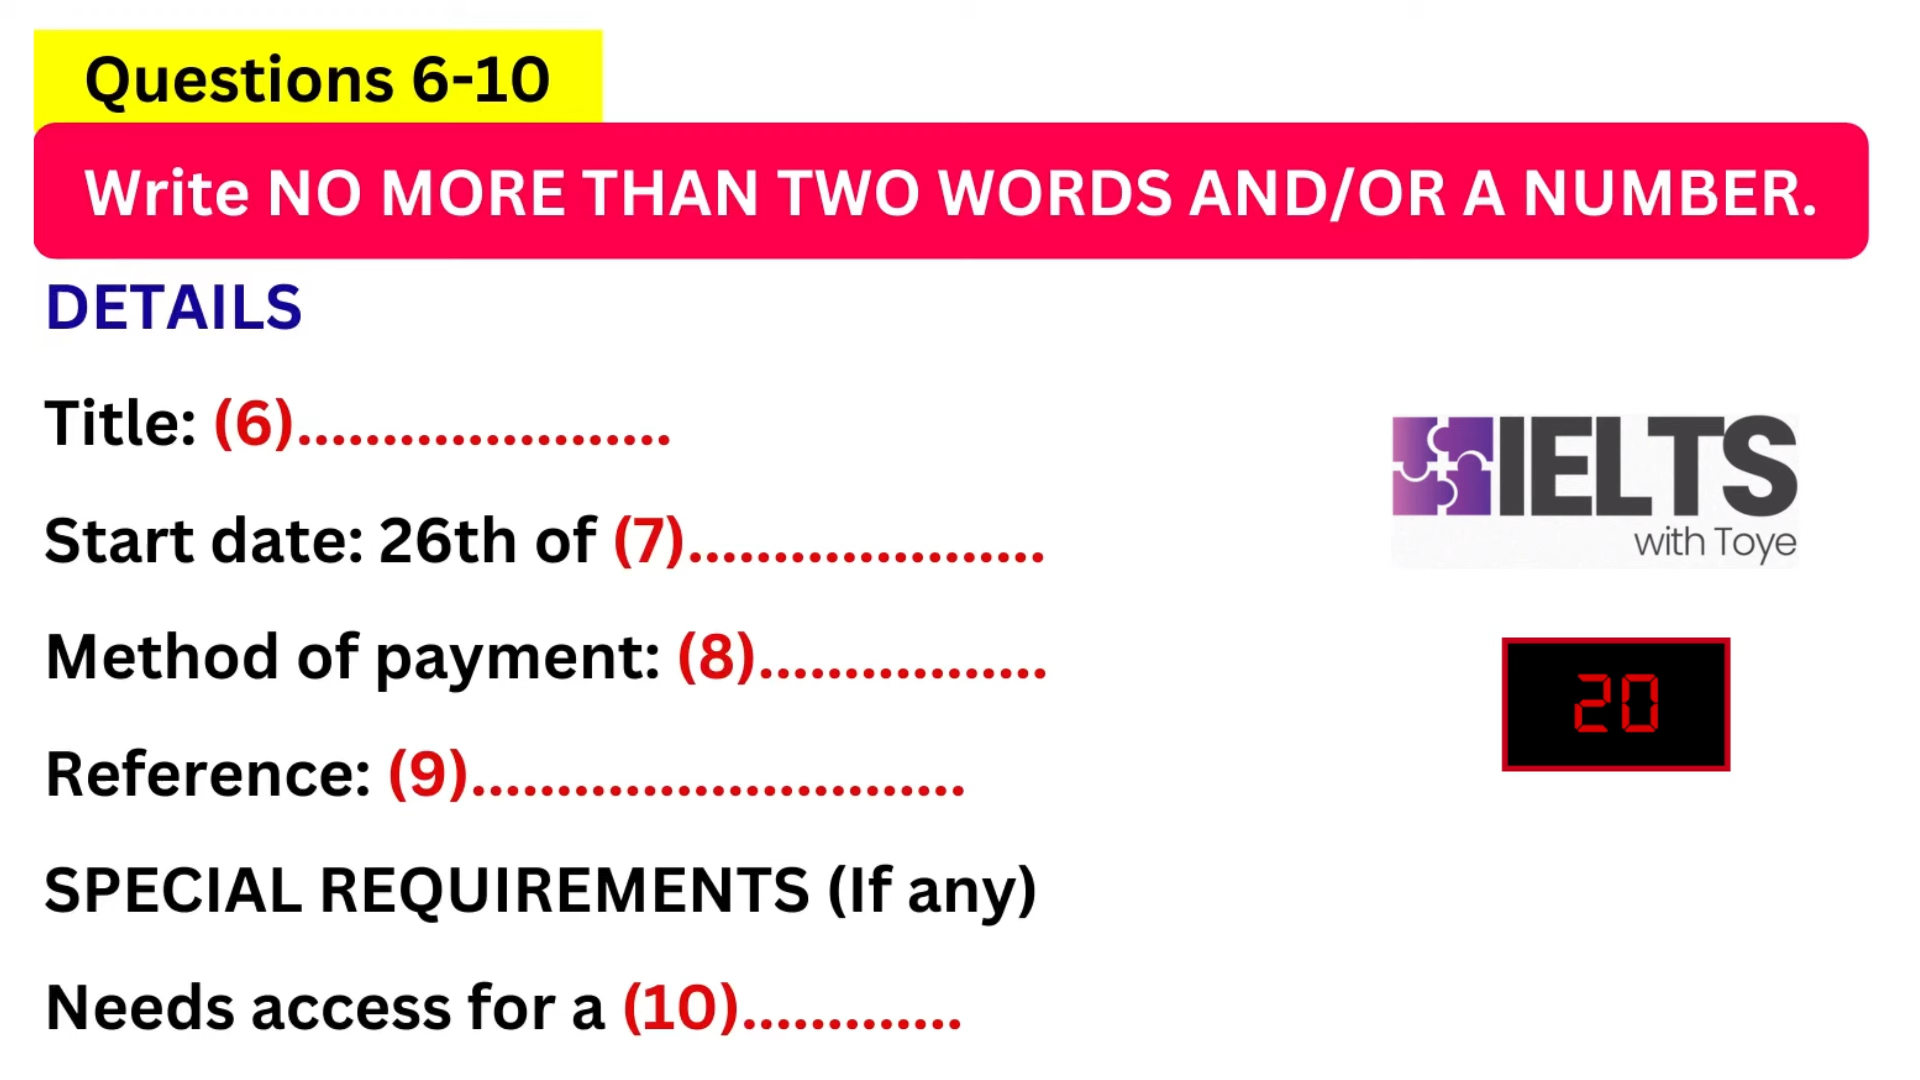 Questions 6-10
Write NO MORE THAN TWO WORDS AND/OR A NUMBER.
DETAILS
Title: (6)......................
Start date: 26th of (7).....................
Method of payment: (8).................
Reference: (9).............................
SPECIAL REQUIREMENTS (If any)
Needs access for a (10).............
IELTS
with Toye
20